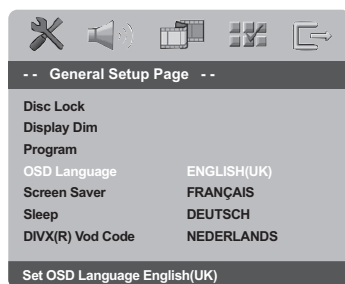 -- General Setup Page --
Disc Lock
Display Dim
Program
OSD Language ENGLISH(UK)
Screen Saver FRANÇAIS
Sleep DEUTSCH
DIVX(R) Vod Code NEDERLANDS
Set OSD Language English(UK)